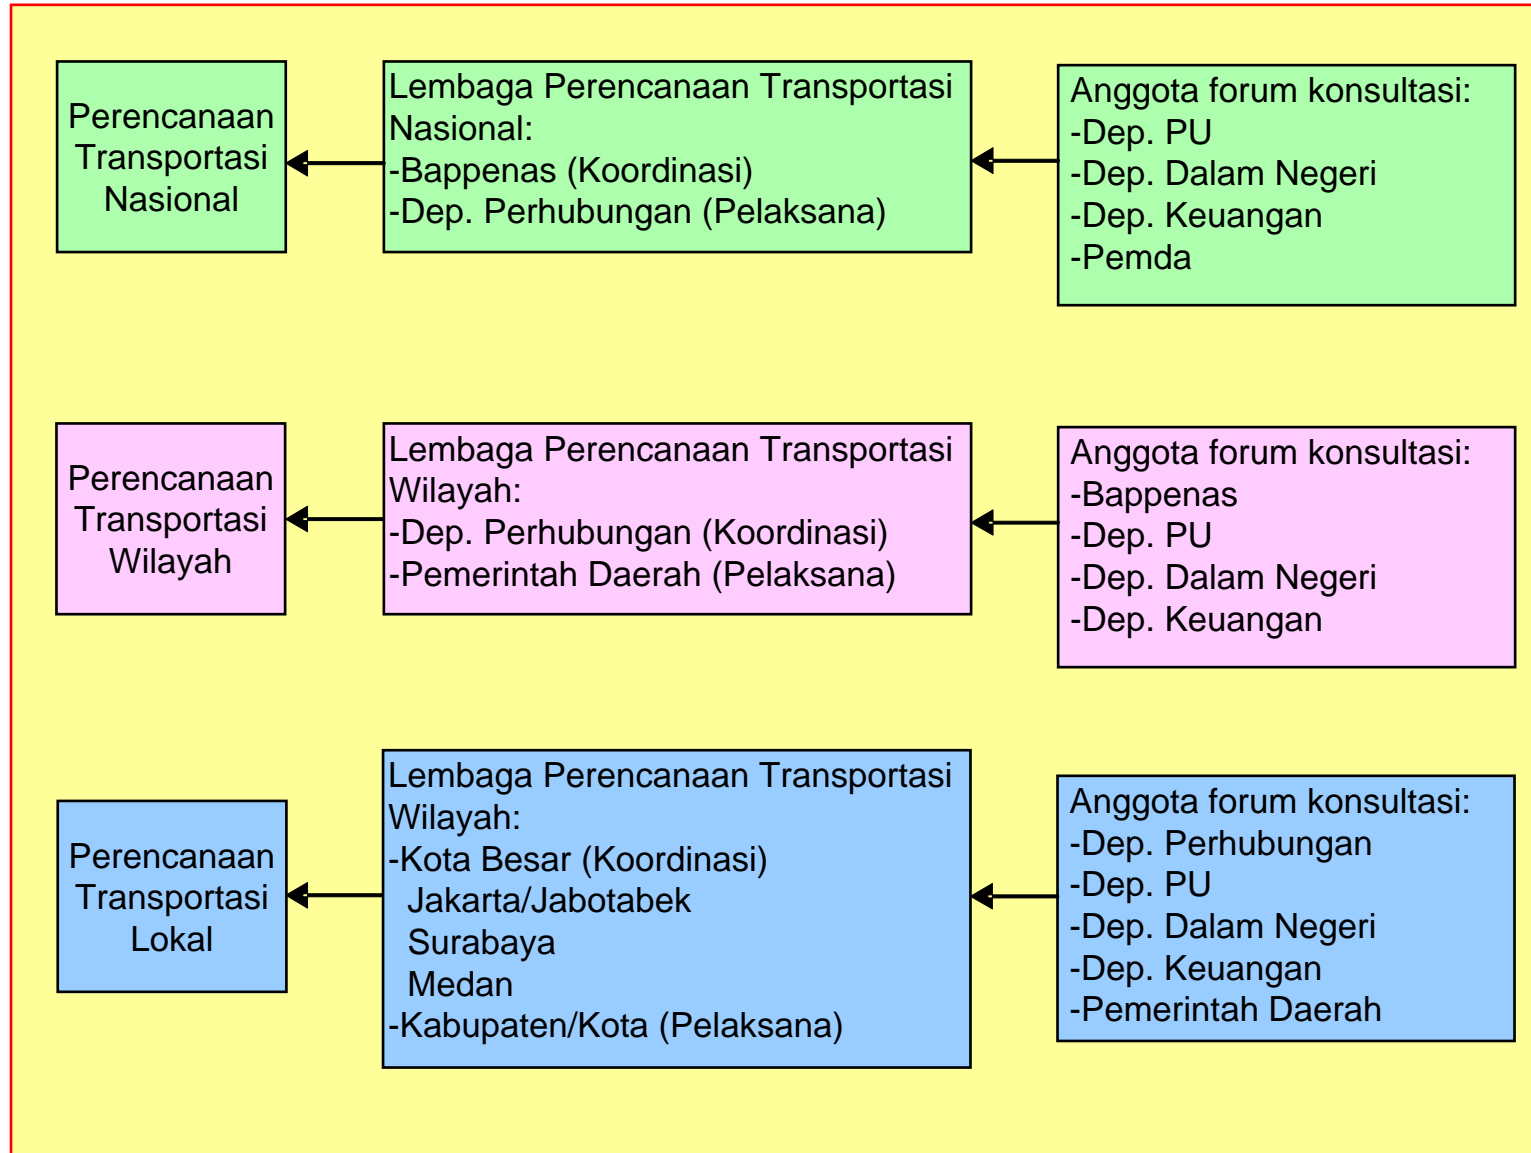 Perencanaan
Transportasi
Nasional
Lembaga Perencanaan Transportasi
Nasional:
-Bappenas (Koordinasi)
-Dep. Perhubungan (Pelaksana)
Anggota forum konsultasi:
-Dep. PU
-Dep. Dalam Negeri
-Dep. Keuangan
-Pemda
Perencanaan
Transportasi
Wilayah
Lembaga Perencanaan Transportasi
Wilayah:
-Dep. Perhubungan (Koordinasi)
-Pemerintah Daerah (Pelaksana)
Anggota forum konsultasi:
-Bappenas
-Dep. PU
-Dep. Dalam Negeri
-Dep. Keuangan
Perencanaan
Transportasi
Lokal
Lembaga Perencanaan Transportasi
Wilayah:
-Kota Besar (Koordinasi)
Jakarta/Jabotabek
Surabaya
Medan
-Kabupaten/Kota (Pelaksana)
Anggota forum konsultasi:
-Dep. Perhubungan
-Dep. PU
-Dep. Dalam Negeri
-Dep. Keuangan
-Pemerintah Daerah